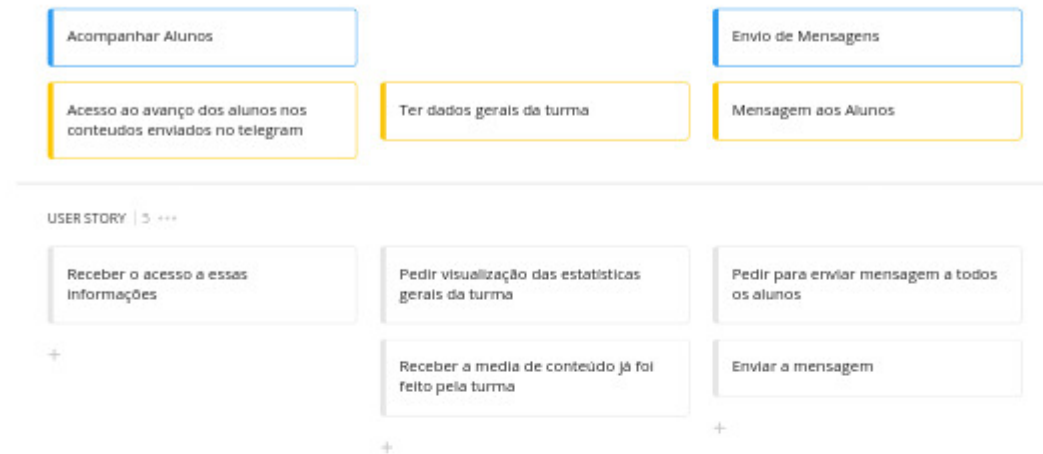 Acompanhar Alunos
Envio de Mensagens
Acesso ao avanço dos alunos nos
conteudos enviados no telegram
Ter dados gerais da turma
Mensagem aos Alunos
USER STORY | 5 •••
Receber o acesso a essas
informações
Pedir visualização das estatisticas
gerais da turma
Pedir para enviar mensagem a todos
os alunos
+
Receber a media de conteúdo já foi
feito pela turma
Enviar a mensagem
+
+